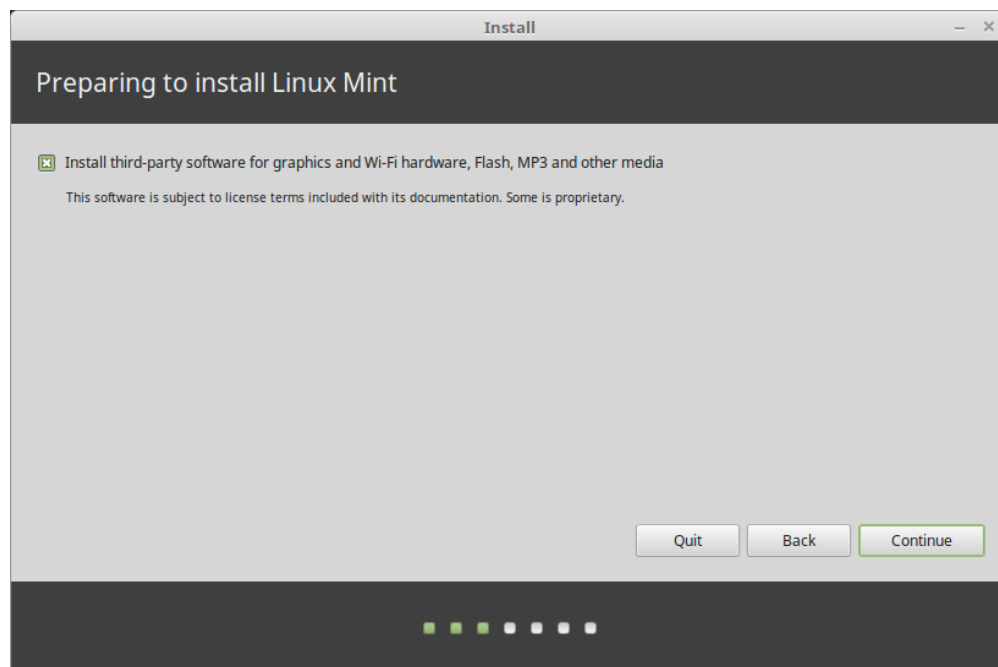 Install
Preparing to install Linux Mint
Install third-party software for graphics and Wi-Fi hardware, Flash, MP3 and other media
This software is subject to license terms included with its documentation. Some is proprietary.
Quit Back Continue